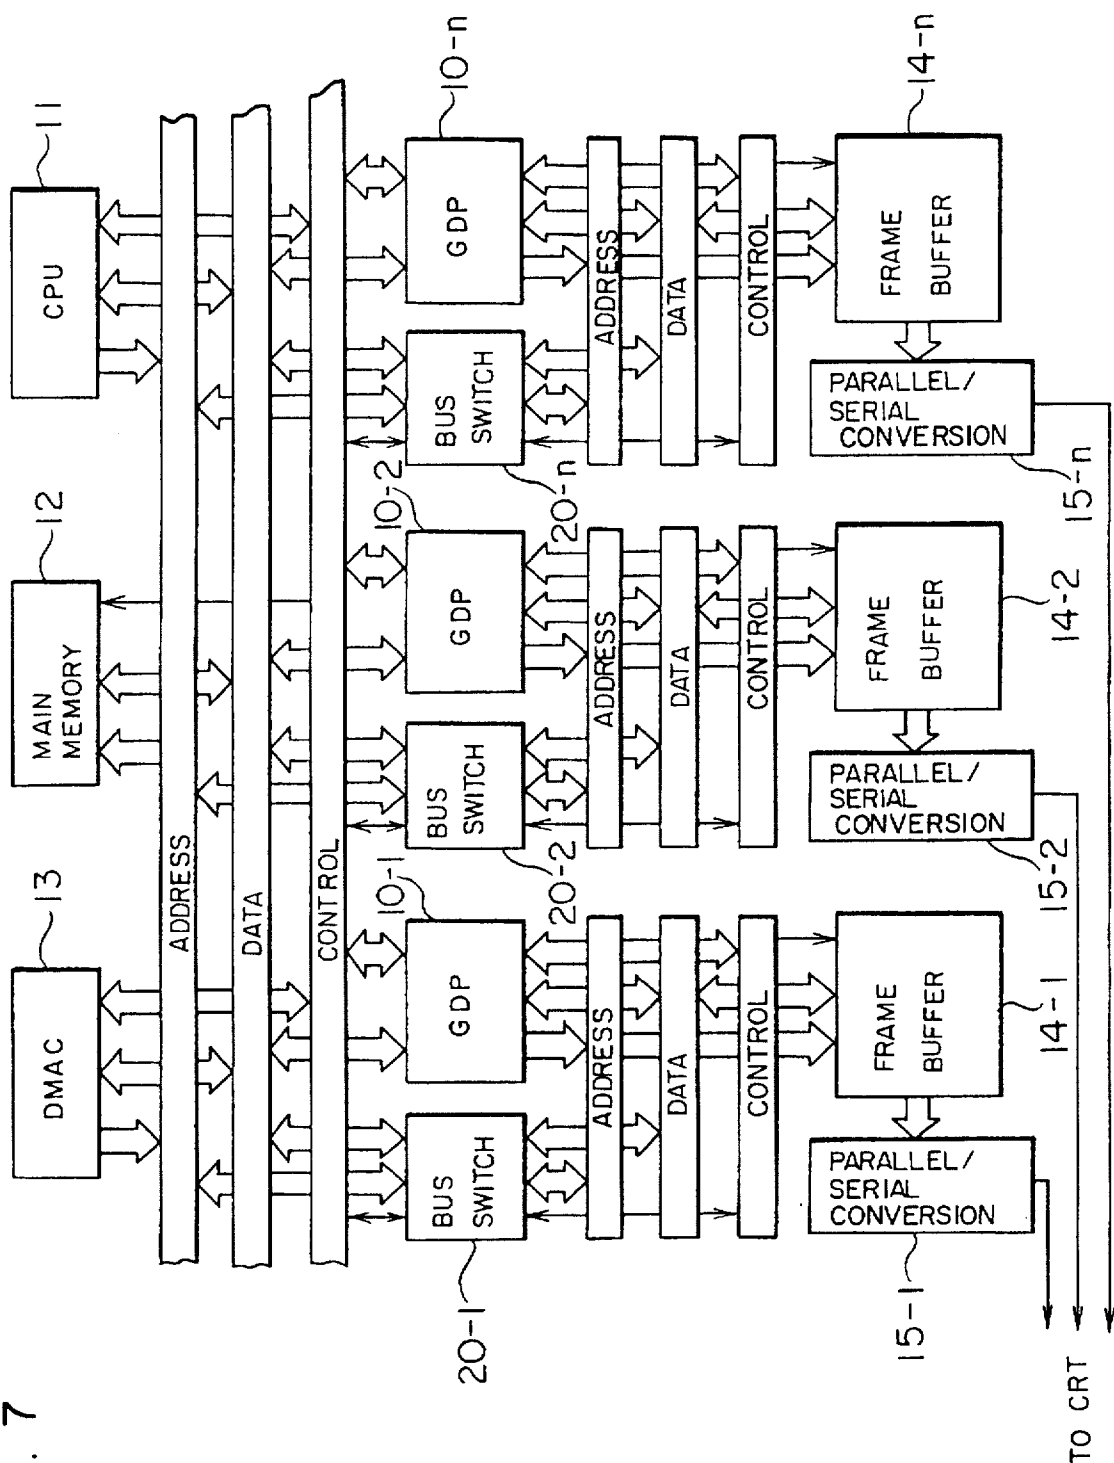 . 7
DMAC
13
MAIN
MEMORY
12
CPU
11
ADDRESS
DATA
CONTROL
BUS
SWITCH
20-1
GDP
10-1
BUS
SWITCH
20-2
GDP
10-2
BUS
SWITCH
20-n
GDP
10-n
ADDRESS
DATA
CONTROL
ADDRESS
DATA
CONTROL
ADDRESS
DATA
CONTROL
FRAME
BUFFER
14-1
FRAME
BUFFER
14-2
FRAME
BUFFER
14-n
PARALLEL/
SERIAL
CONVERSION
15-1
PARALLEL/
SERIAL
CONVERSION
15-2
PARALLEL/
SERIAL
CONVERSION
15-n
TO CRT